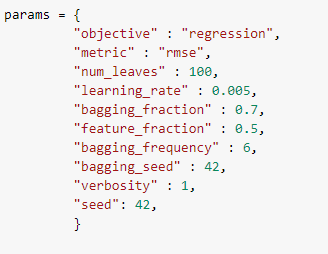 params = {
"objective" : "regression",
"metric" : "rmse",
"num_leaves" : 100,
"learning_rate" : 0.005,
"bagging_fraction" : 0.7,
"feature_fraction" : 0.5,
"bagging_frequency" : 6,
"bagging_seed" : 42,
"verbosity" : 1,
"seed": 42,
}